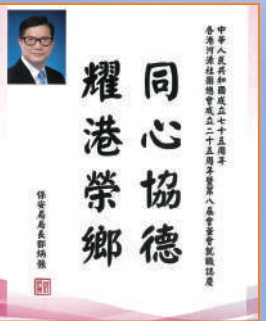 中華人民共和國成立七十五周年
香港河源社團總會成立二十五周年暨第八屆會董會就職誌慶
同心協德
耀港榮鄉
保安局局長鄧炳強